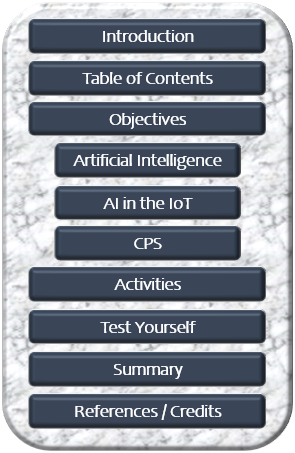 Introduction
Table of Contents
Objectives
Artificial Intelligence
AI in the IoT
CPS
Activities
Test Yourself
Summary
References / Credits